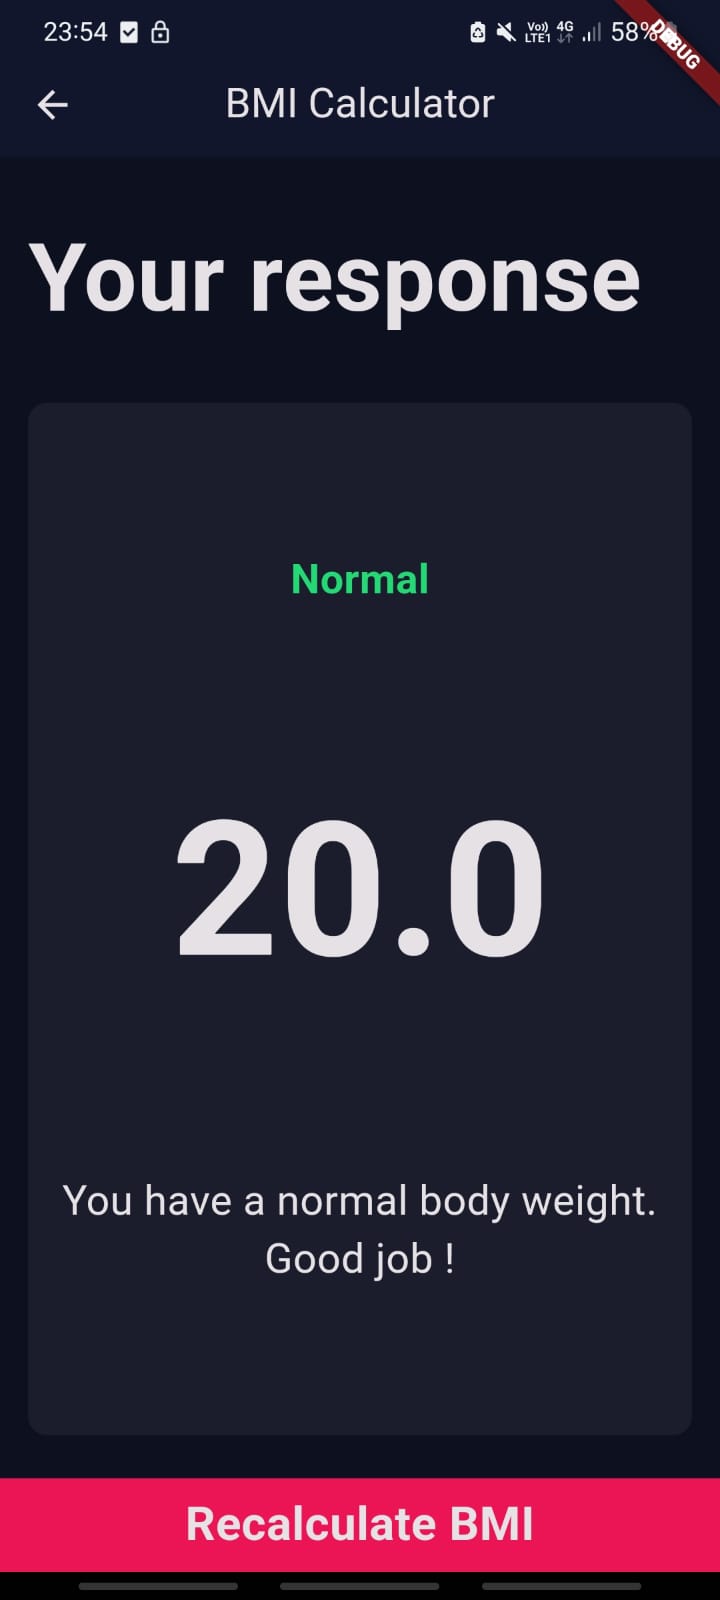 23:54 Vo)) LTE1 4G 58%
DEBUG
BMI Calculator
Your response
Normal
20.0
You have a normal body weight.
Good job !
Recalculate BMI